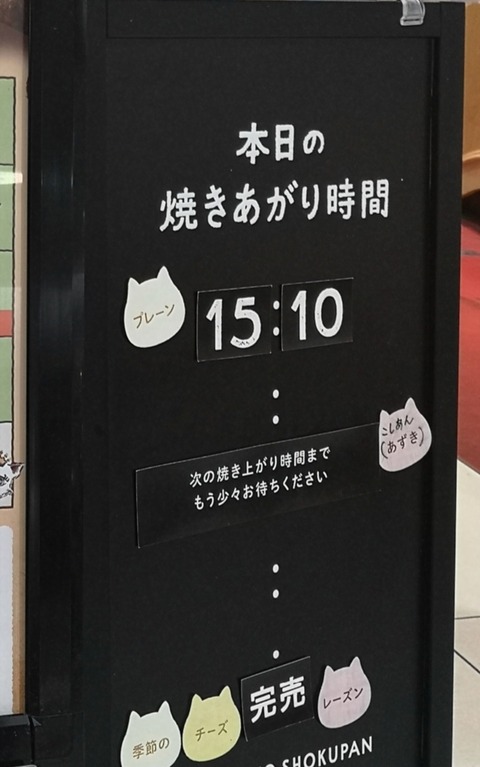 本日の
焼きあがり時間
プレーン
15:10
:
こしあん
(あずき)
次の焼き上がり時間まで
もう少々お待ちください
:
完売
季節の
チーズ
レーズン
SHOKUPAN